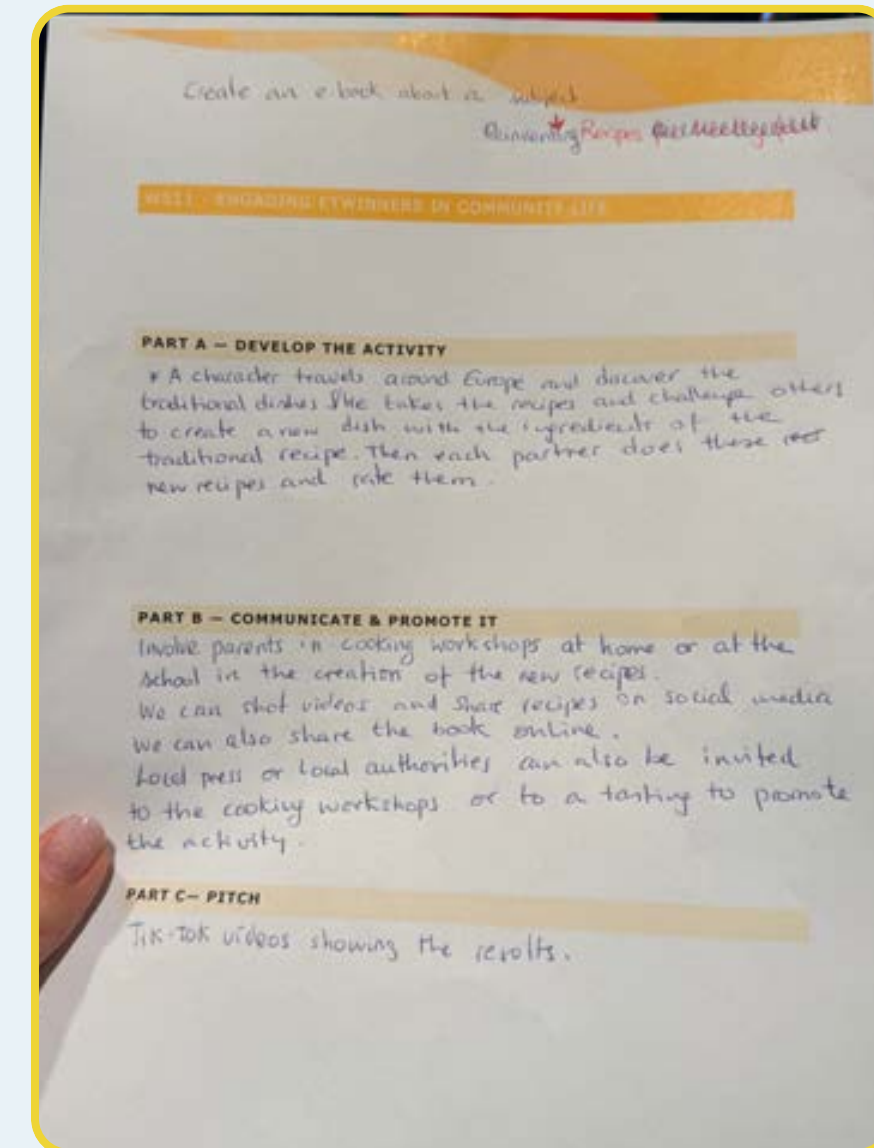 Create an e-book about a subject
Reinventing Recipes
WS11 - ENGAGING ETWINNERS IN COMMUNITY LIFE
PART A — DEVELOP THE ACTIVITY
* A character travels around Europe and discover the
traditional dishes She takes the recipes and challenge others
to create a new dish with the ingredients of the
traditional recipe. Then each partner does these
new recipes and rate them.
PART B — COMMUNICATE & PROMOTE IT
Involve parents in cooking workshops at home or at the
school in the creation of the new recipes.
We can shot videos and share recipes on social media
We can also share the book online.
Local press or local authorities can also be invited
to the cooking workshops or to a tasting to promote
the activity.
PART C— PITCH
Tik-Tok videos showing the results.